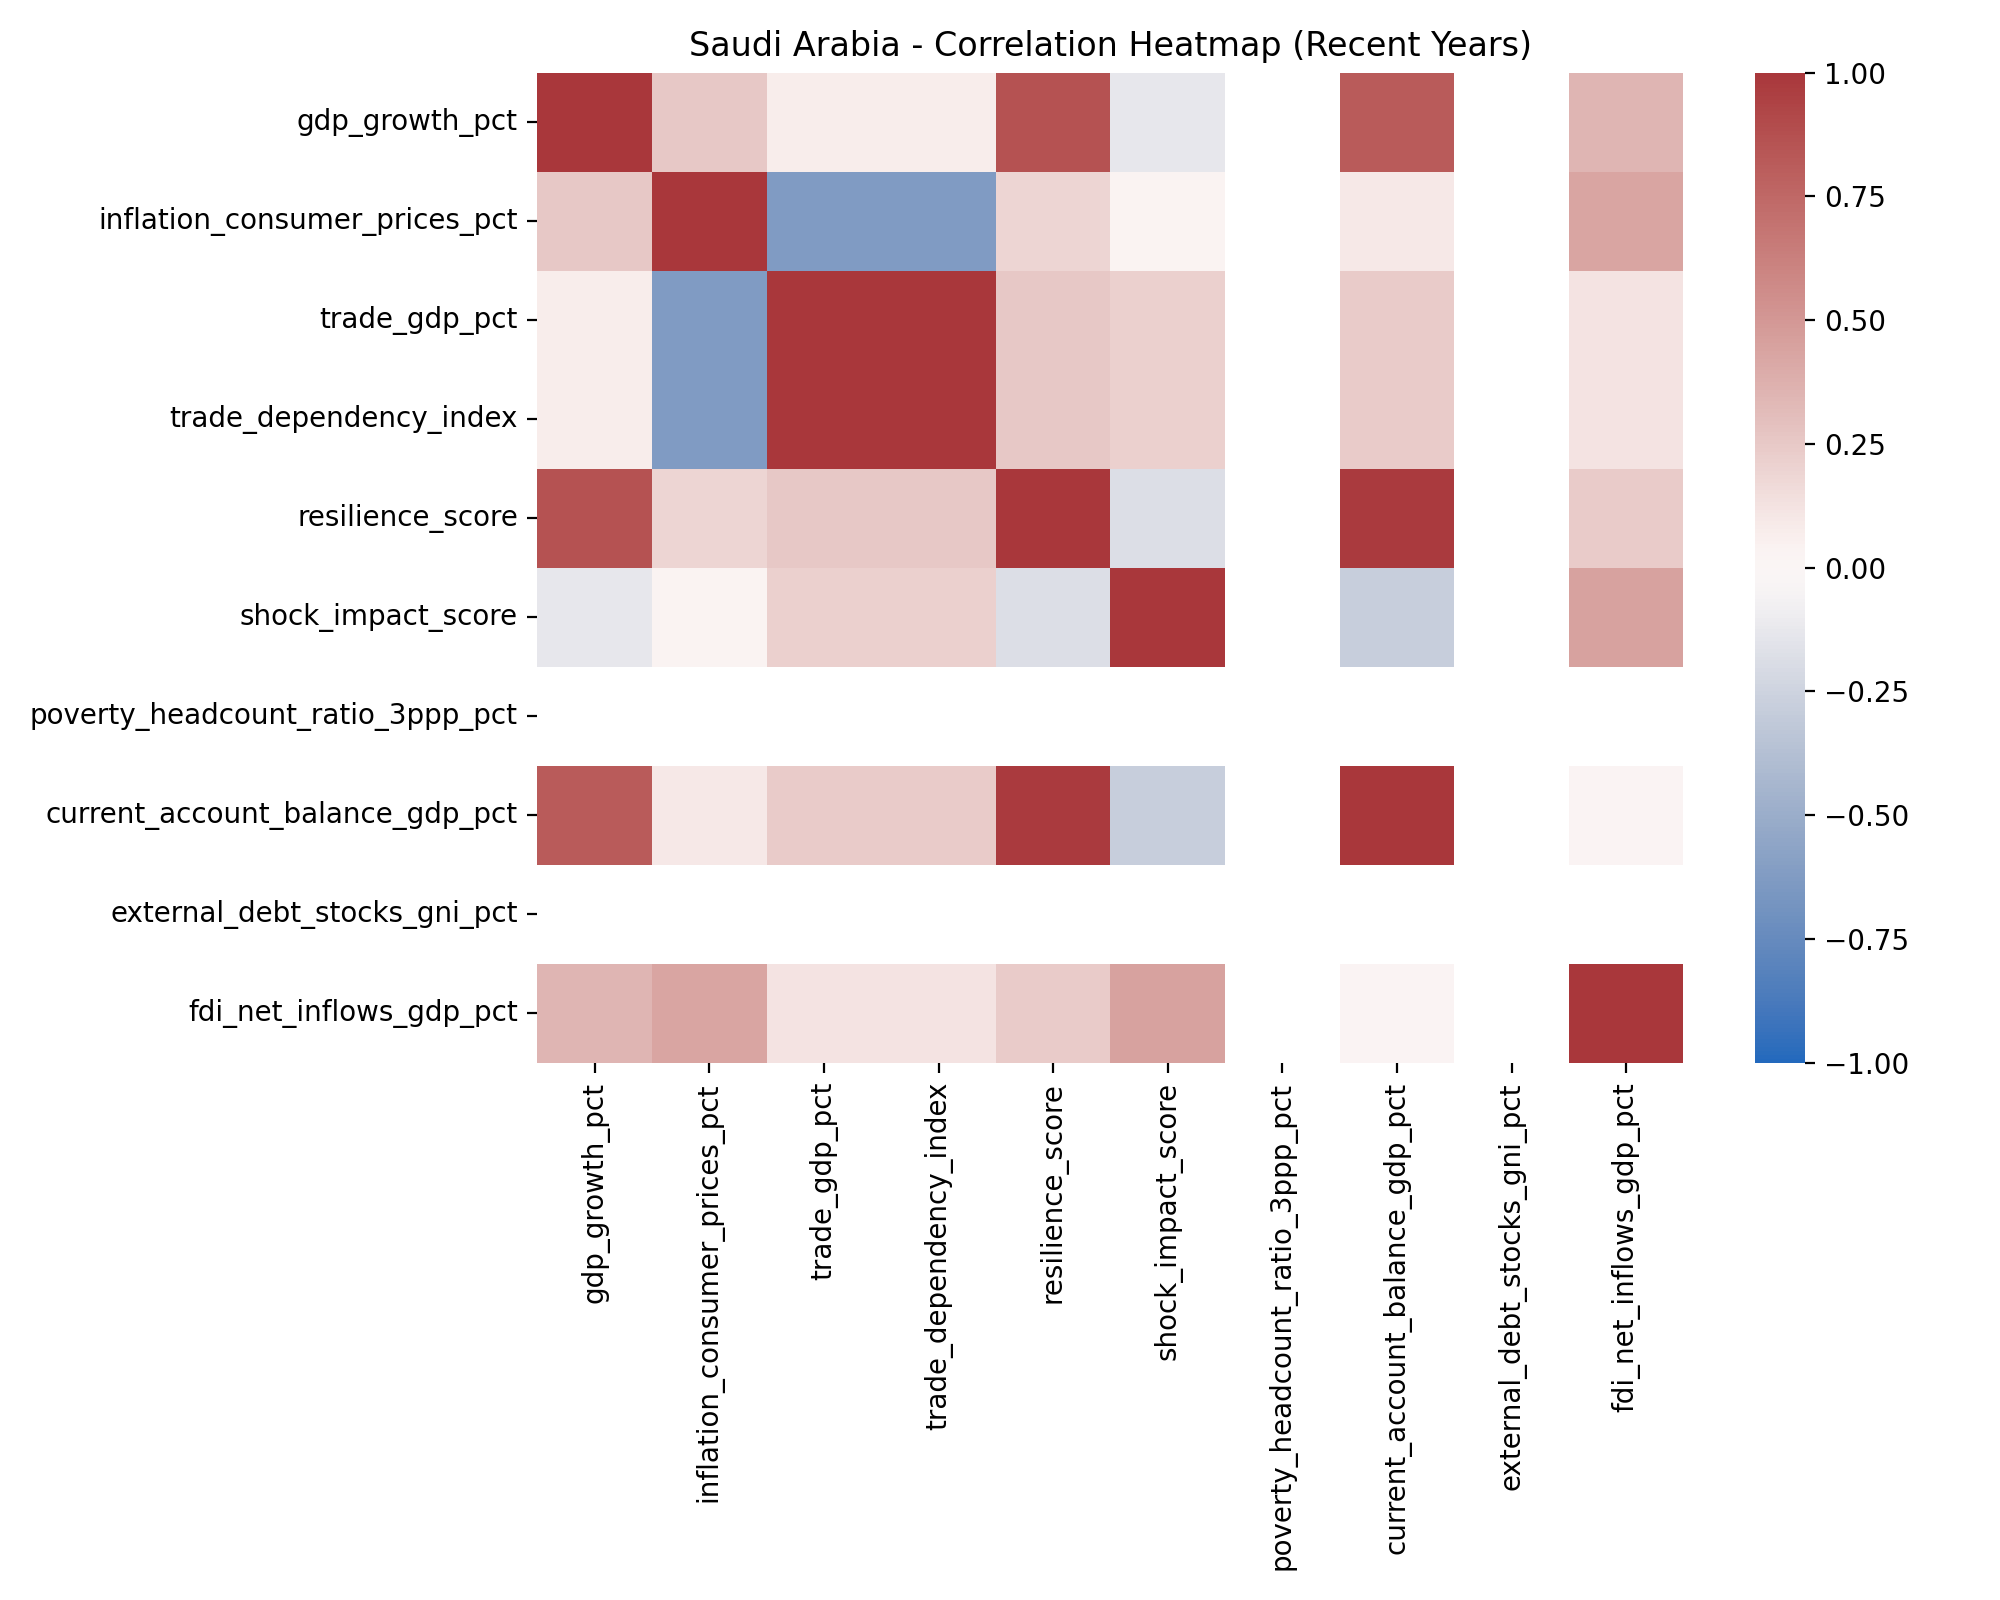 Saudi Arabia - Correlation Heatmap (Recent Years)
gdp_growth_pct
inflation_consumer_prices_pct
trade_gdp_pct
trade_dependency_index
resilience_score
shock_impact_score
poverty_headcount_ratio_3ppp_pct
current_account_balance_gdp_pct
external_debt_stocks_gni_pct
fdi_net_inflows_gdp_pct
gdp_growth_pct
inflation_consumer_prices_pct
trade_gdp_pct
trade_dependency_index
resilience_score
shock_impact_score
poverty_headcount_ratio_3ppp_pct
current_account_balance_gdp_pct
external_debt_stocks_gni_pct
fdi_net_inflows_gdp_pct
1.00
0.75
0.50
0.25
0.00
−0.25
−0.50
−0.75
−1.00